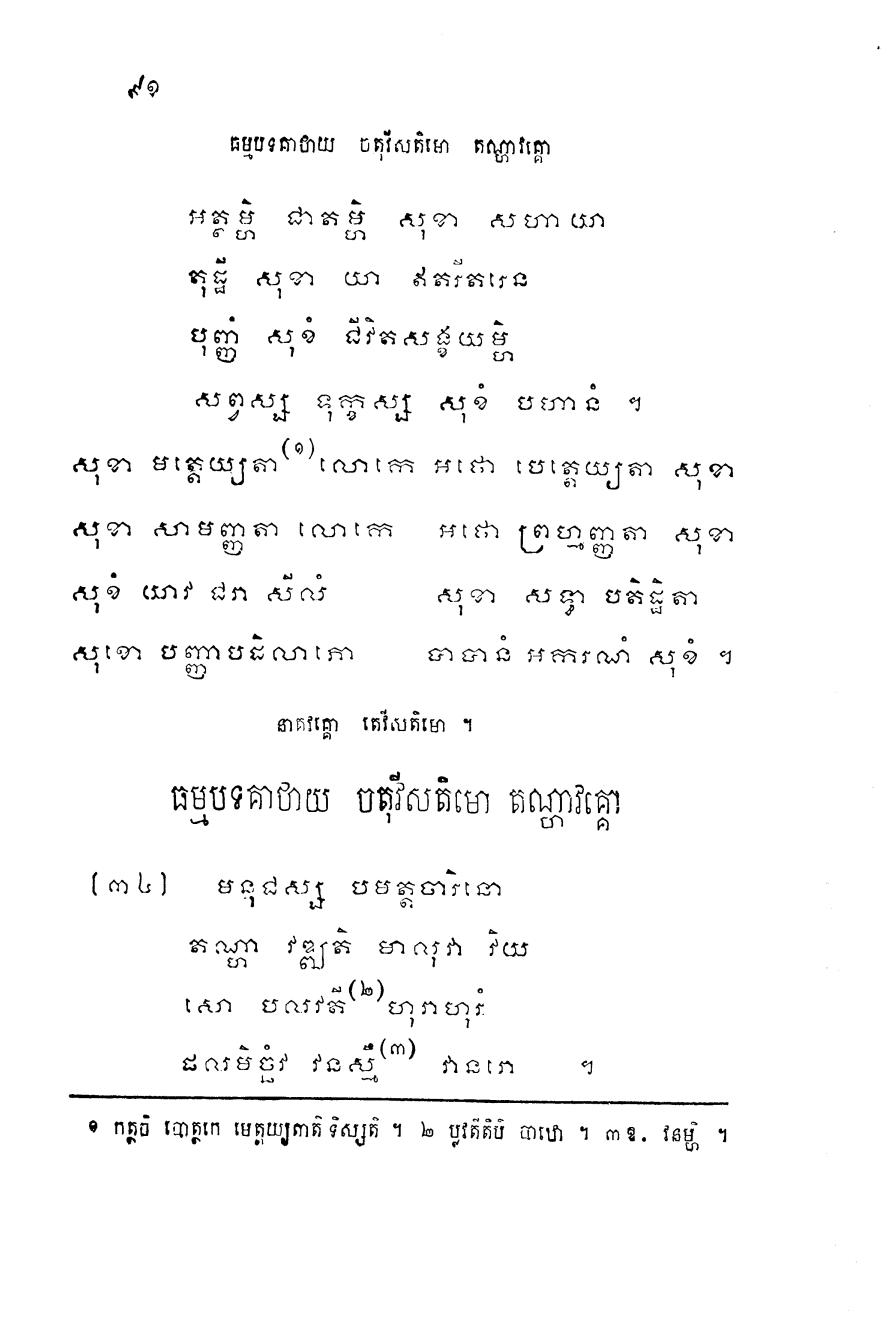 ៩១
ធម្មបទគាថាយ ចតុវីសតិមោ តណ្ហាវគ្គោ
អត្ថម្ហិ ជាតម្ហិ សុខា សហាយា
តុដ្ឋី សុខា យា ឥតរីតរេន
បុញ្ញំ សុខំ ជីវិតសង្ខយម្ហិ
សព្វស្ស ទុក្ខស្ស សុខំ បហានំ ។
សុខា មត្តេយ្យតា(១)លោកេ អថោ បេត្តេយ្យតា សុខា
សុខា សាមញ្ញតា លោកេ អថោ ព្រហ្មញ្ញតា សុខា
សុខំ យាវ ជរា សីលំ សុខា សទ្ធា បតិដ្ឋិតា
សុខោ បញ្ញាបដិលាភោ បាបានំ អករណំ សុខំ ។
នាគវគ្គោ តេវីសតិមោ ។
ធម្មបទគាថាយ ចតុវីសតិមោ តណ្ហាវគ្គោ
[៣៤] មនុជស្ស បមត្តចារិនោ
តណ្ហា វឌ្ឍតិ មាលុវា វិយ
សោ បលវតី(២)ហុរាហុរំ
ផលមិច្ឆំវ វនស្មឹ(៣) វានរោ ។
១ កត្ថចិ បោត្ថកេ មេត្តេយ្យតាតិ ទិស្សតិ ។ ២ ប្លវតីតិបិ បាឋោ ។ ៣ ខ. វនម្ហិ ។